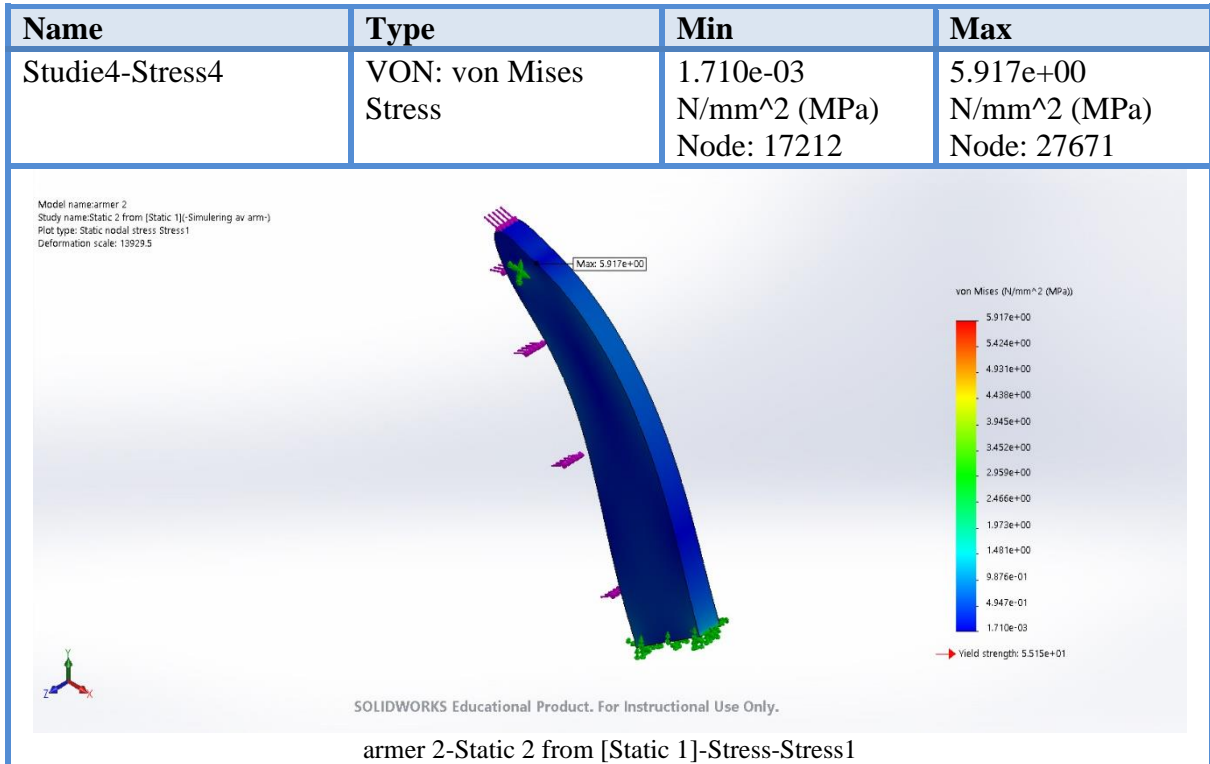 Name Type Min Max
Studie4-Stress4 VON: von Mises 1.710e-03 5.917e+00
Stress N/mm^2 (MPa) N/mm^2 (MPa)
Node: 17212 Node: 27671
Model name:armer 2
Study name:Static 2 from [Static 1](-Simulering av arm-)
Plot type: Static nodal stress Stress1
Deformation scale: 13929.5
Max: 5.917e+00
von Mises (N/mm^2 (MPa))
5.917e+00
5.424e+00
4.931e+00
4.438e+00
3.945e+00
3.452e+00
2.959e+00
2.466e+00
1.973e+00
1.481e+00
9.876e-01
4.947e-01
1.710e-03
Yield strength: 5.515e+01
Y
Z X
SOLIDWORKS Educational Product. For Instructional Use Only.
armer 2-Static 2 from [Static 1]-Stress-Stress1